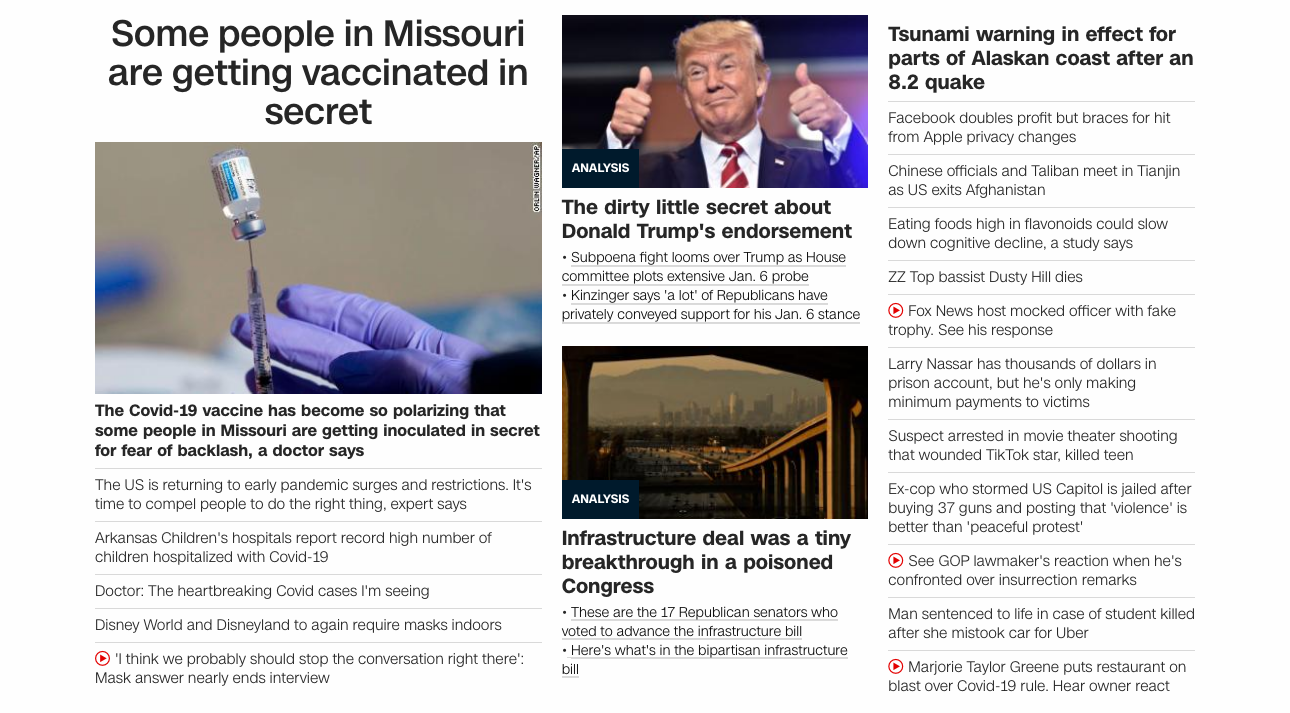 Some people in Missouri
are getting vaccinated in
secret
ORLIN WAGNER/AP
The Covid-19 vaccine has become so polarizing that
some people in Missouri are getting inoculated in secret
for fear of backlash, a doctor says
The US is returning to early pandemic surges and restrictions. It's
time to compel people to do the right thing, expert says
Arkansas Children's hospitals report record high number of
children hospitalized with Covid-19
Doctor: The heartbreaking Covid cases I'm seeing
Disney World and Disneyland to again require masks indoors
'I think we probably should stop the conversation right there':
Mask answer nearly ends interview
ANALYSIS
The dirty little secret about
Donald Trump's endorsement
• Subpoena fight looms over Trump as House
committee plots extensive Jan. 6 probe
• Kinzinger says 'a lot' of Republicans have
privately conveyed support for his Jan. 6 stance
ANALYSIS
Infrastructure deal was a tiny
breakthrough in a poisoned
Congress
• These are the 17 Republican senators who
voted to advance the infrastructure bill
• Here's what's in the bipartisan infrastructure
bill
Tsunami warning in effect for
parts of Alaskan coast after an
8.2 quake
Facebook doubles profit but braces for hit
from Apple privacy changes
Chinese officials and Taliban meet in Tianjin
as US exits Afghanistan
Eating foods high in flavonoids could slow
down cognitive decline, a study says
ZZ Top bassist Dusty Hill dies
Fox News host mocked officer with fake
trophy. See his response
Larry Nassar has thousands of dollars in
prison account, but he's only making
minimum payments to victims
Suspect arrested in movie theater shooting
that wounded TikTok star, killed teen
Ex-cop who stormed US Capitol is jailed after
buying 37 guns and posting that 'violence' is
better than 'peaceful protest'
See GOP lawmaker's reaction when he's
confronted over insurrection remarks
Man sentenced to life in case of student killed
after she mistook car for Uber
Marjorie Taylor Greene puts restaurant on
blast over Covid-19 rule. Hear owner react